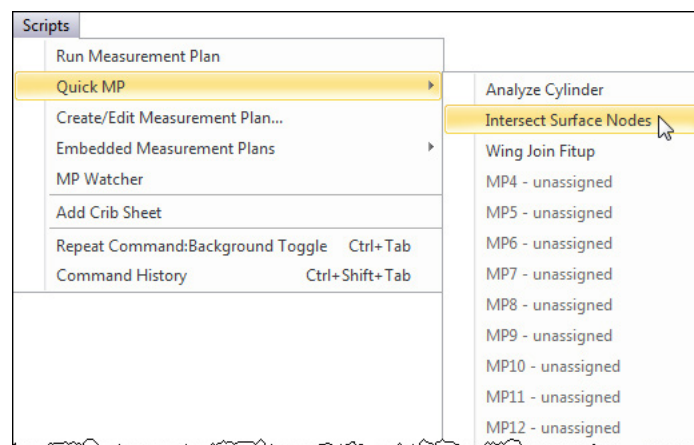 Scripts
Run Measurement Plan
Quick MP
Create/Edit Measurement Plan...
Embedded Measurement Plans
MP Watcher
Add Crib Sheet
Repeat Command:Background Toggle Ctrl+Tab
Command History Ctrl+Shift+Tab
Analyze Cylinder
Intersect Surface Nodes
Wing Join Fitup
MP4 - unassigned
MP5 - unassigned
MP6 - unassigned
MP7 - unassigned
MP8 - unassigned
MP9 - unassigned
MP10 - unassigned
MP11 - unassigned
MP12 - unassigned